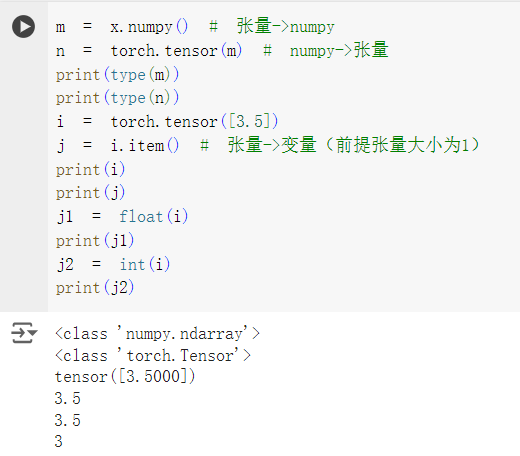 m = x.numpy() # 张量->numpy
n = torch.tensor(m) # numpy->张量
print(type(m))
print(type(n))
i = torch.tensor([3.5])
j = i.item() # 张量->变量（前提张量大小为1）
print(i)
print(j)
j1 = float(i)
print(j1)
j2 = int(i)
print(j2)
<class 'numpy.ndarray'>
<class 'torch.Tensor'>
tensor([3.5000])
3.5
3.5
3